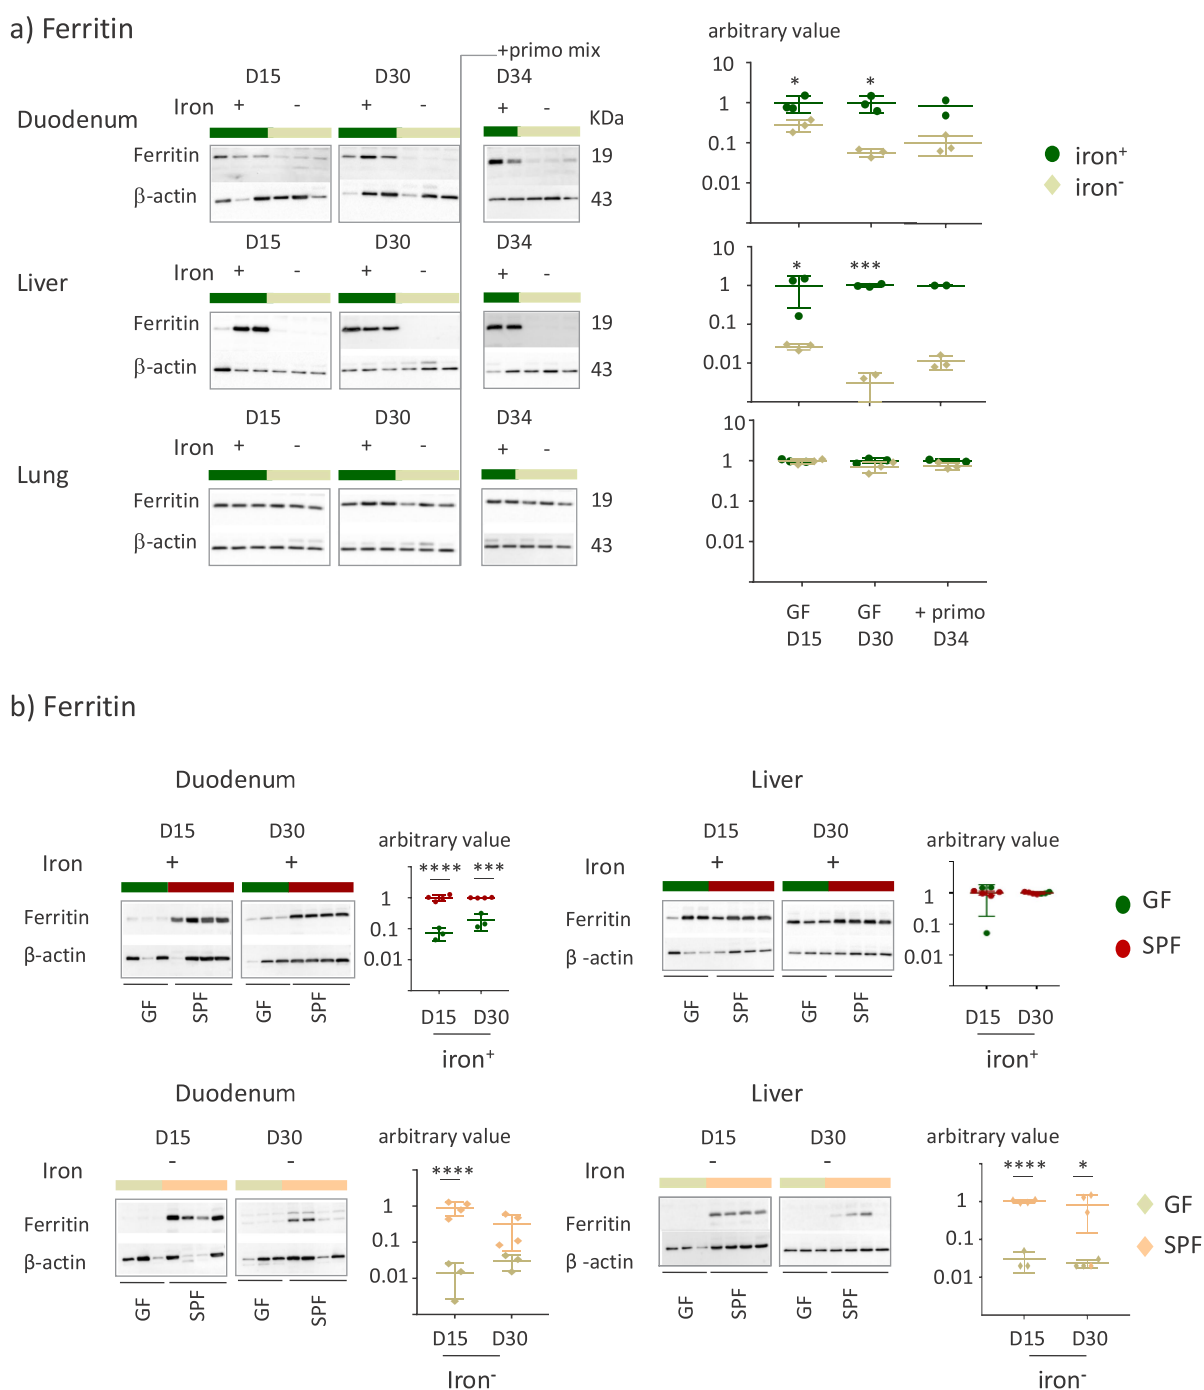 a) Ferritin
arbitrary value
+primo mix
D15 D30 D34
Iron + - + - + -
Duodenum
KDa
Ferritin 19
β-actin 43
10
1
0.1
0.01
* *
iron⁺
iron⁻
D15 D30 D34
Liver
Iron + - + - + -
Ferritin 19
β-actin 43
10
1
0.1
0.01
* ***
D15 D30 D34
Iron + - + - + -
Lung
Ferritin 19
β-actin 43
10
1
0.1
0.01
GF GF + primo
D15 D30 D34
b) Ferritin
Duodenum
D15 D30
arbitrary value
Iron + +
Ferritin
β-actin
GF SPF GF SPF
**** ***
1
0.1
0.01
D15 D30
iron⁺
Liver
D15 D30
arbitrary value
Iron + +
Ferritin
β -actin
GF SPF GF SPF
1
0.1
0.01
D15 D30
iron⁺
GF
SPF
Duodenum
D15 D30
arbitrary value
Iron - -
Ferritin
β-actin
GF SPF GF SPF
****
1
0.1
0.01
D15 D30
Iron⁻
Liver
D15 D30
arbitrary value
Iron - -
Ferritin
β -actin
GF SPF GF SPF
**** *
1
0.1
0.01
D15 D30
iron⁻
GF
SPF